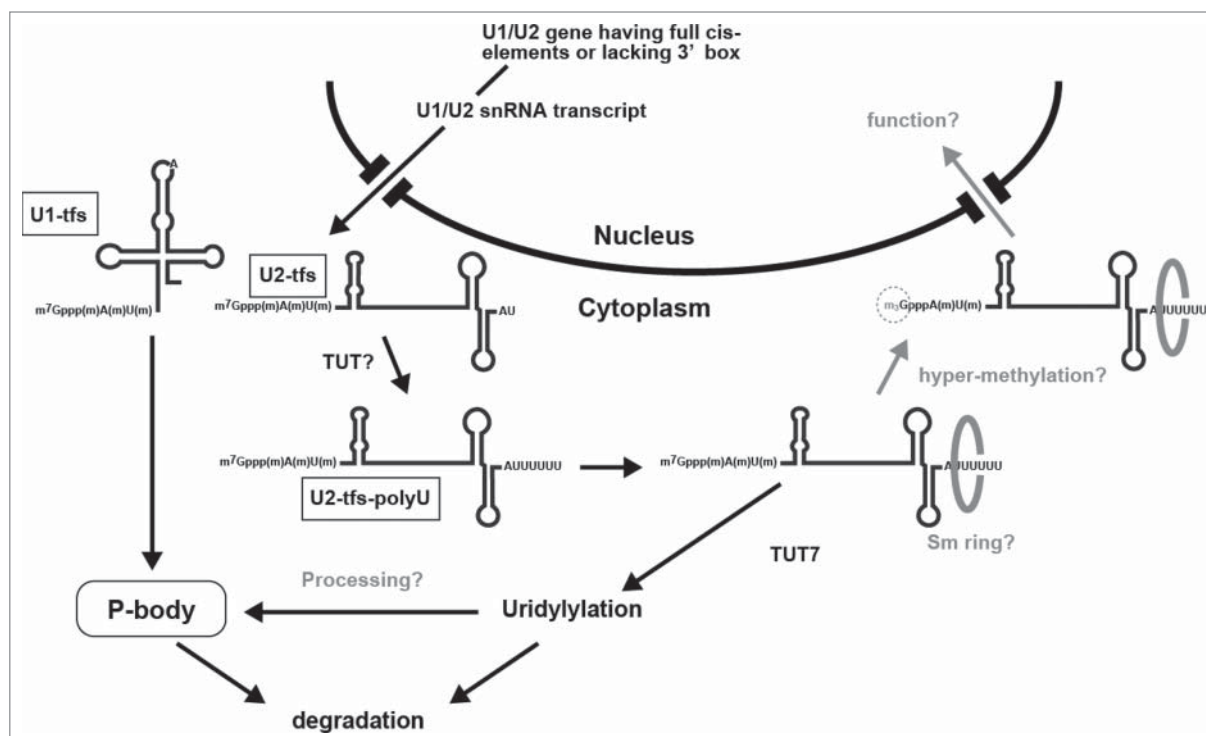 U1/U2 gene having full cis-
elements or lacking 3' box
U1/U2 snRNA transcript
function?
A
U1-tfs
Nucleus
U2-tfs
m7Gppp(m)A(m)U(m)
m7Gppp(m)A(m)U(m)
AU
Cytoplasm
m3GpppA(m)U(m)
AUUUUUU
TUT?
hyper-methylation?
m7Gppp(m)A(m)U(m)
AUUUUUU
m7Gppp(m)A(m)U(m)
AUUUUUU
U2-tfs-polyU
Sm ring?
TUT7
Processing?
P-body
Uridylylation
degradation